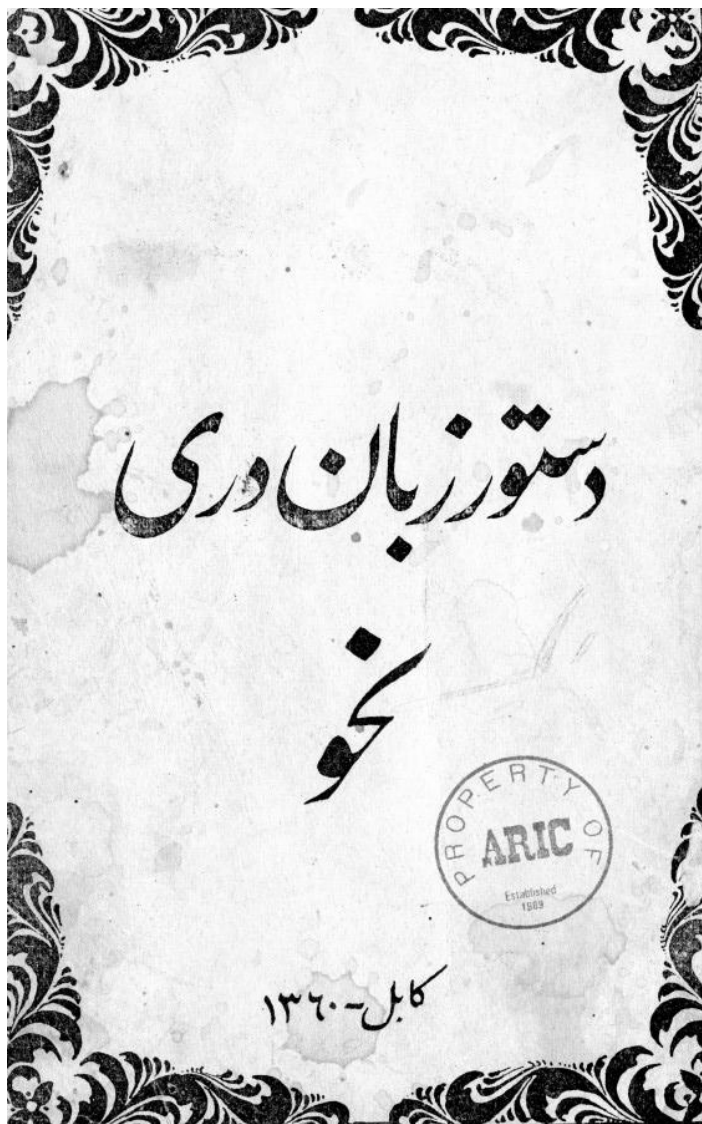 دستور زبان دری
نحو
PROPERTY OF
ARIC
Established
1989
کابل - ۱۳۶۰